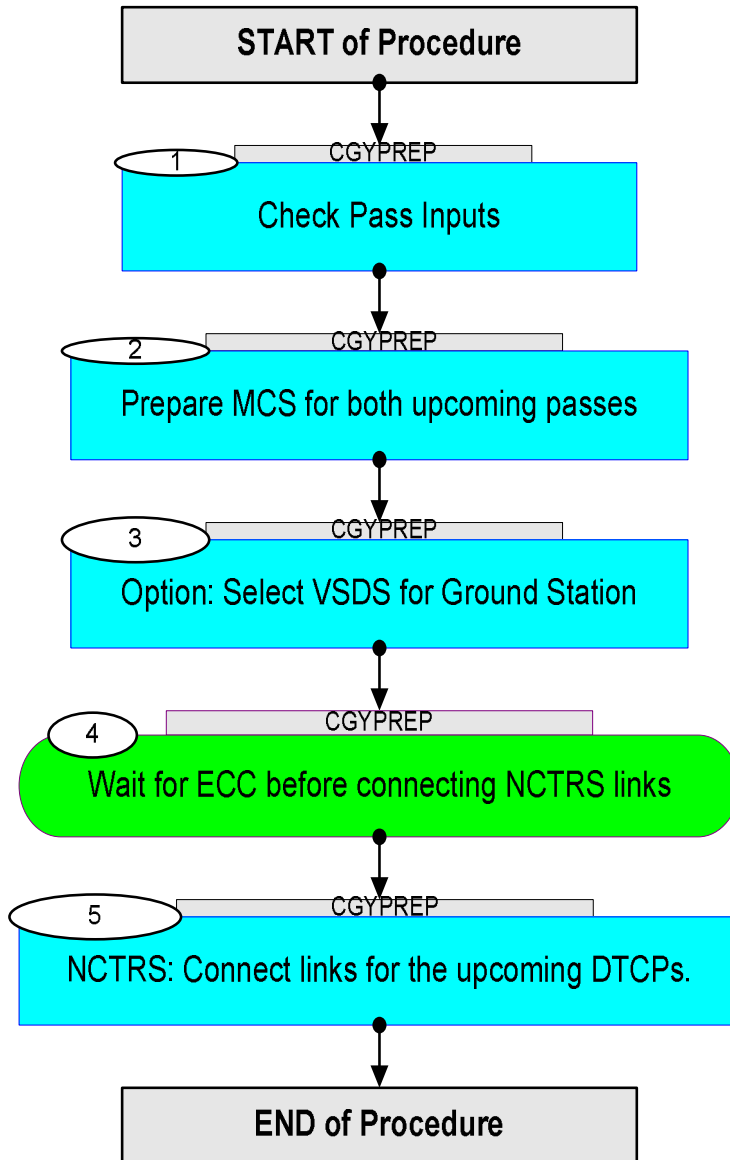 START of Procedure
CGYPREP
1
Check Pass Inputs
CGYPREP
2
Prepare MCS for both upcoming passes
CGYPREP
3
Option: Select VSDS for Ground Station
CGYPREP
4
Wait for ECC before connecting NCTRS links
CGYPREP
5
NCTRS: Connect links for the upcoming DTCPs.
END of Procedure